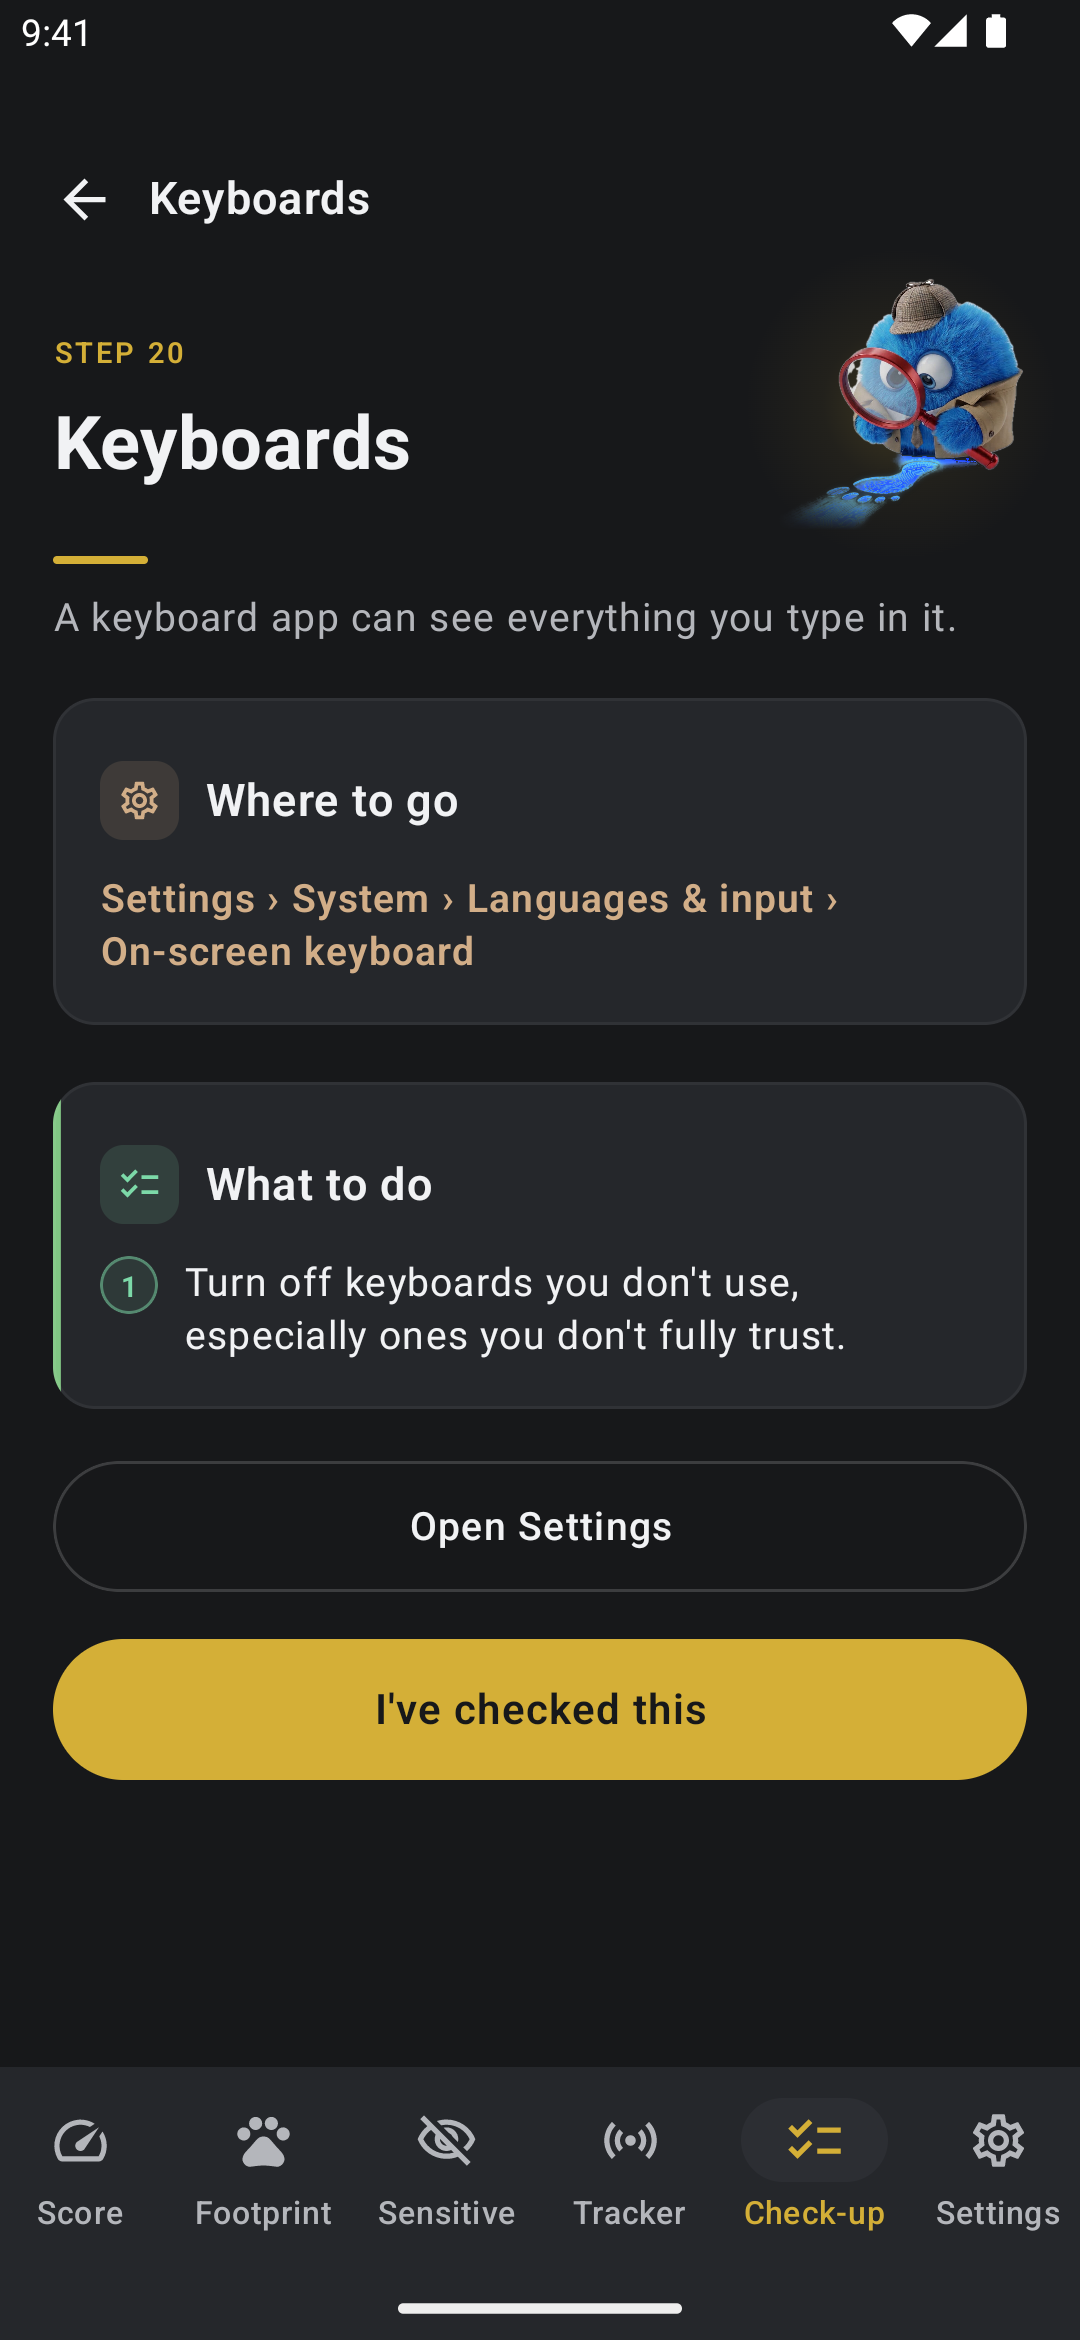 9:41
Keyboards
STEP 20
Keyboards
A keyboard app can see everything you type in it.
Where to go
Settings › System › Languages & input ›
On-screen keyboard
What to do
1 Turn off keyboards you don't use,
especially ones you don't fully trust.
Open Settings
I've checked this
Score Footprint Sensitive Tracker Check-up Settings